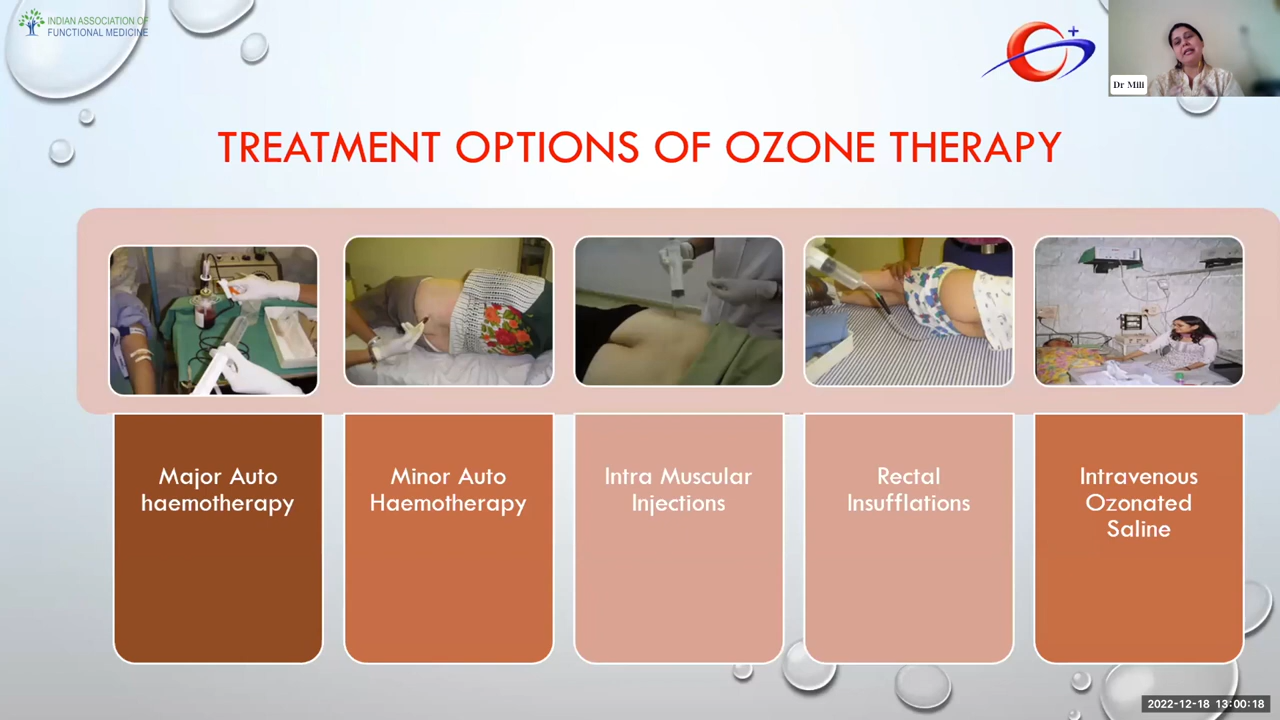 INDIAN ASSOCIATION OF
FUNCTIONAL MEDICINE
Dr Mili
TREATMENT OPTIONS OF OZONE THERAPY
Major Auto
haemotherapy
Minor Auto
Haemotherapy
Intra Muscular
Injections
Rectal
Insufflations
Intravenous
Ozonated
Saline
2022-12-18 13:00:18